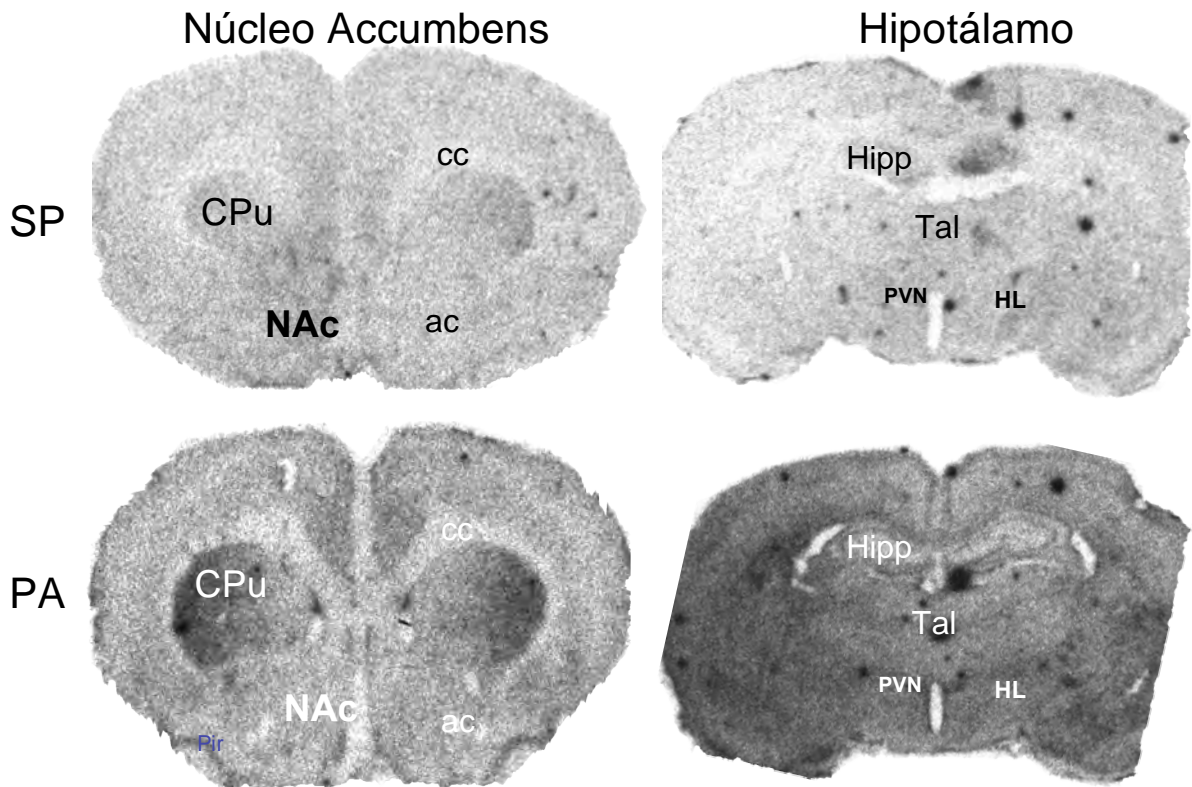 Núcleo Accumbens
Hipotálamo
SP
cc
CPu
NAc
ac
Hipp
Tal
PVN
HL
PA
cc
CPu
NAc
ac
Pir
Hipp
Tal
PVN
HL